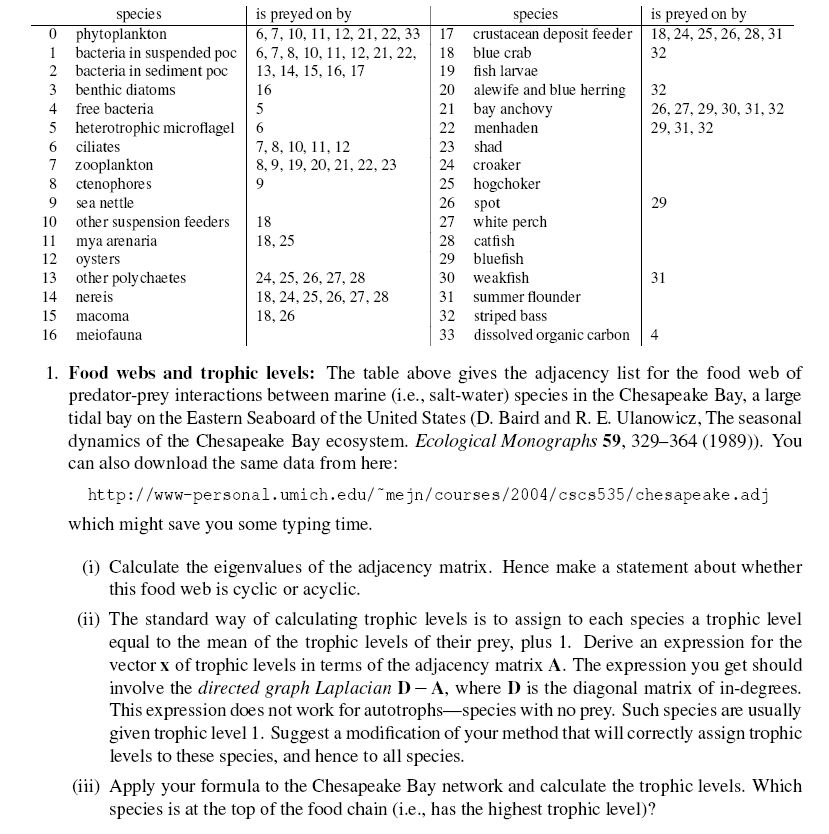 species is preyed on by species is preyed on by
0 phytoplankton 6, 7, 10, 11, 12, 21, 22, 33 17 crustacean deposit feeder 18, 24, 25, 26, 28, 31
1 bacteria in suspended poc 6, 7, 8, 10, 11, 12, 21, 22, 18 blue crab 32
2 bacteria in sediment poc 13, 14, 15, 16, 17 19 fish larvae
3 benthic diatoms 16 20 alewife and blue herring 32
4 free bacteria 5 21 bay anchovy 26, 27, 29, 30, 31, 32
5 heterotrophic microflagel 6 22 menhaden 29, 31, 32
6 ciliates 7, 8, 10, 11, 12 23 shad
7 zooplankton 8, 9, 19, 20, 21, 22, 23 24 croaker
8 ctenophores 9 25 hogchoker
9 sea nettle 26 spot 29
10 other suspension feeders 18 27 white perch
11 mya arenaria 18, 25 28 catfish
12 oysters 29 bluefish
13 other polychaetes 24, 25, 26, 27, 28 30 weakfish 31
14 nereis 18, 24, 25, 26, 27, 28 31 summer flounder
15 macoma 18, 26 32 striped bass
16 meiofauna 33 dissolved organic carbon 4
1. Food webs and trophic levels: The table above gives the adjacency list for the food web of
predator-prey interactions between marine (i.e., salt-water) species in the Chesapeake Bay, a large
tidal bay on the Eastern Seaboard of the United States (D. Baird and R. E. Ulanowicz, The seasonal
dynamics of the Chesapeake Bay ecosystem. Ecological Monographs 59, 329–364 (1989)). You
can also download the same data from here:
http://www-personal.umich.edu/~mejn/courses/2004/cscs535/chesapeake.adj
which might save you some typing time.
(i) Calculate the eigenvalues of the adjacency matrix. Hence make a statement about whether
this food web is cyclic or acyclic.
(ii) The standard way of calculating trophic levels is to assign to each species a trophic level
equal to the mean of the trophic levels of their prey, plus 1. Derive an expression for the
vector x of trophic levels in terms of the adjacency matrix A. The expression you get should
involve the directed graph Laplacian D − A, where D is the diagonal matrix of in-degrees.
This expression does not work for autotrophs—species with no prey. Such species are usually
given trophic level 1. Suggest a modification of your method that will correctly assign trophic
levels to these species, and hence to all species.
(iii) Apply your formula to the Chesapeake Bay network and calculate the trophic levels. Which
species is at the top of the food chain (i.e., has the highest trophic level)?